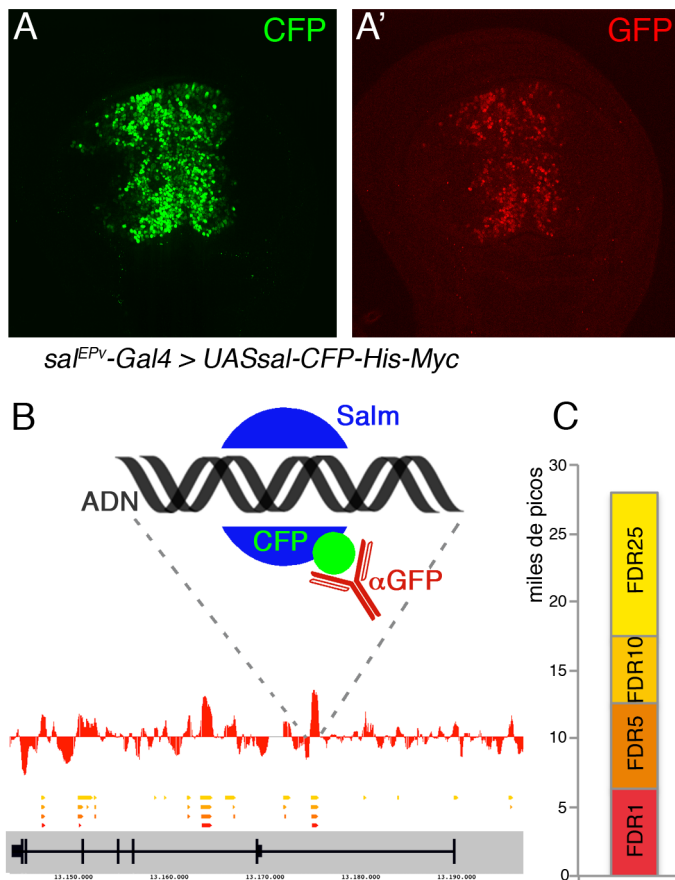 A CFP
A' GFP
sal^EPv-Gal4 > UASsal-CFP-His-Myc
B
Salm
ADN
CFP
αGFP
13.150.000 13.160.000 13.170.000 13.180.000 13.190.000
C
miles de picos
30
25
20
15
10
5
0
FDR25
FDR10
FDR5
FDR1